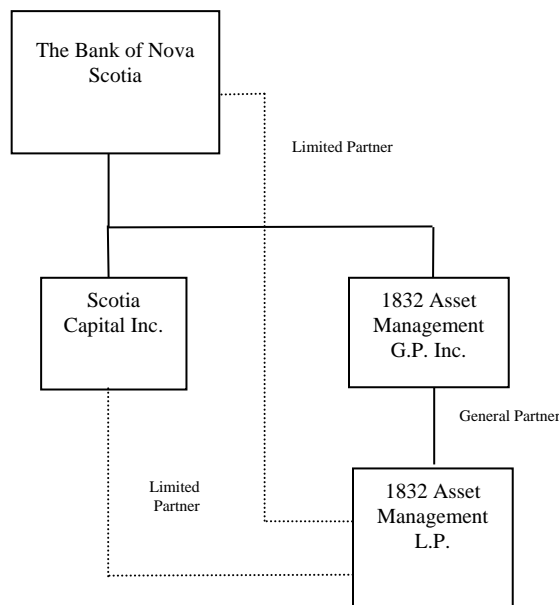 The Bank of Nova
Scotia
Limited Partner
Scotia
Capital Inc.
1832 Asset
Management
G.P. Inc.
General Partner
Limited
Partner
1832 Asset
Management
L.P.